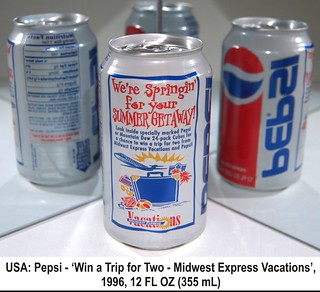 We're Springin'
for your
SUMMER GETAWAY!
Look inside specially marked Pepsi
or Mountain Dew 24-pack Cubes for
a chance to win a trip for two from
Midwest Express Vacations and Pepsi!
Vacations
PEPSI
Nutrition Facts
USA: Pepsi - ‘Win a Trip for Two - Midwest Express Vacations’,
1996, 12 FL OZ (355 mL)